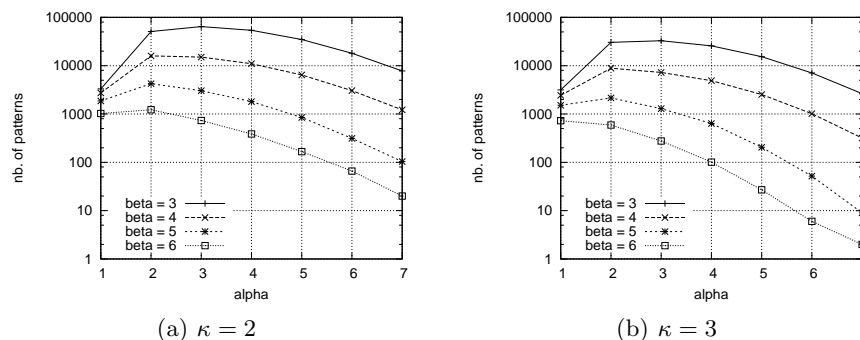 100000
10000
1000
100
10
1
nb. of patterns
beta = 3
beta = 4
beta = 5
beta = 6
1 2 3 4 5 6 7
alpha
(a) κ = 2
100000
10000
1000
100
10
1
nb. of patterns
beta = 3
beta = 4
beta = 5
beta = 6
1 2 3 4 5 6
alpha
(b) κ = 3